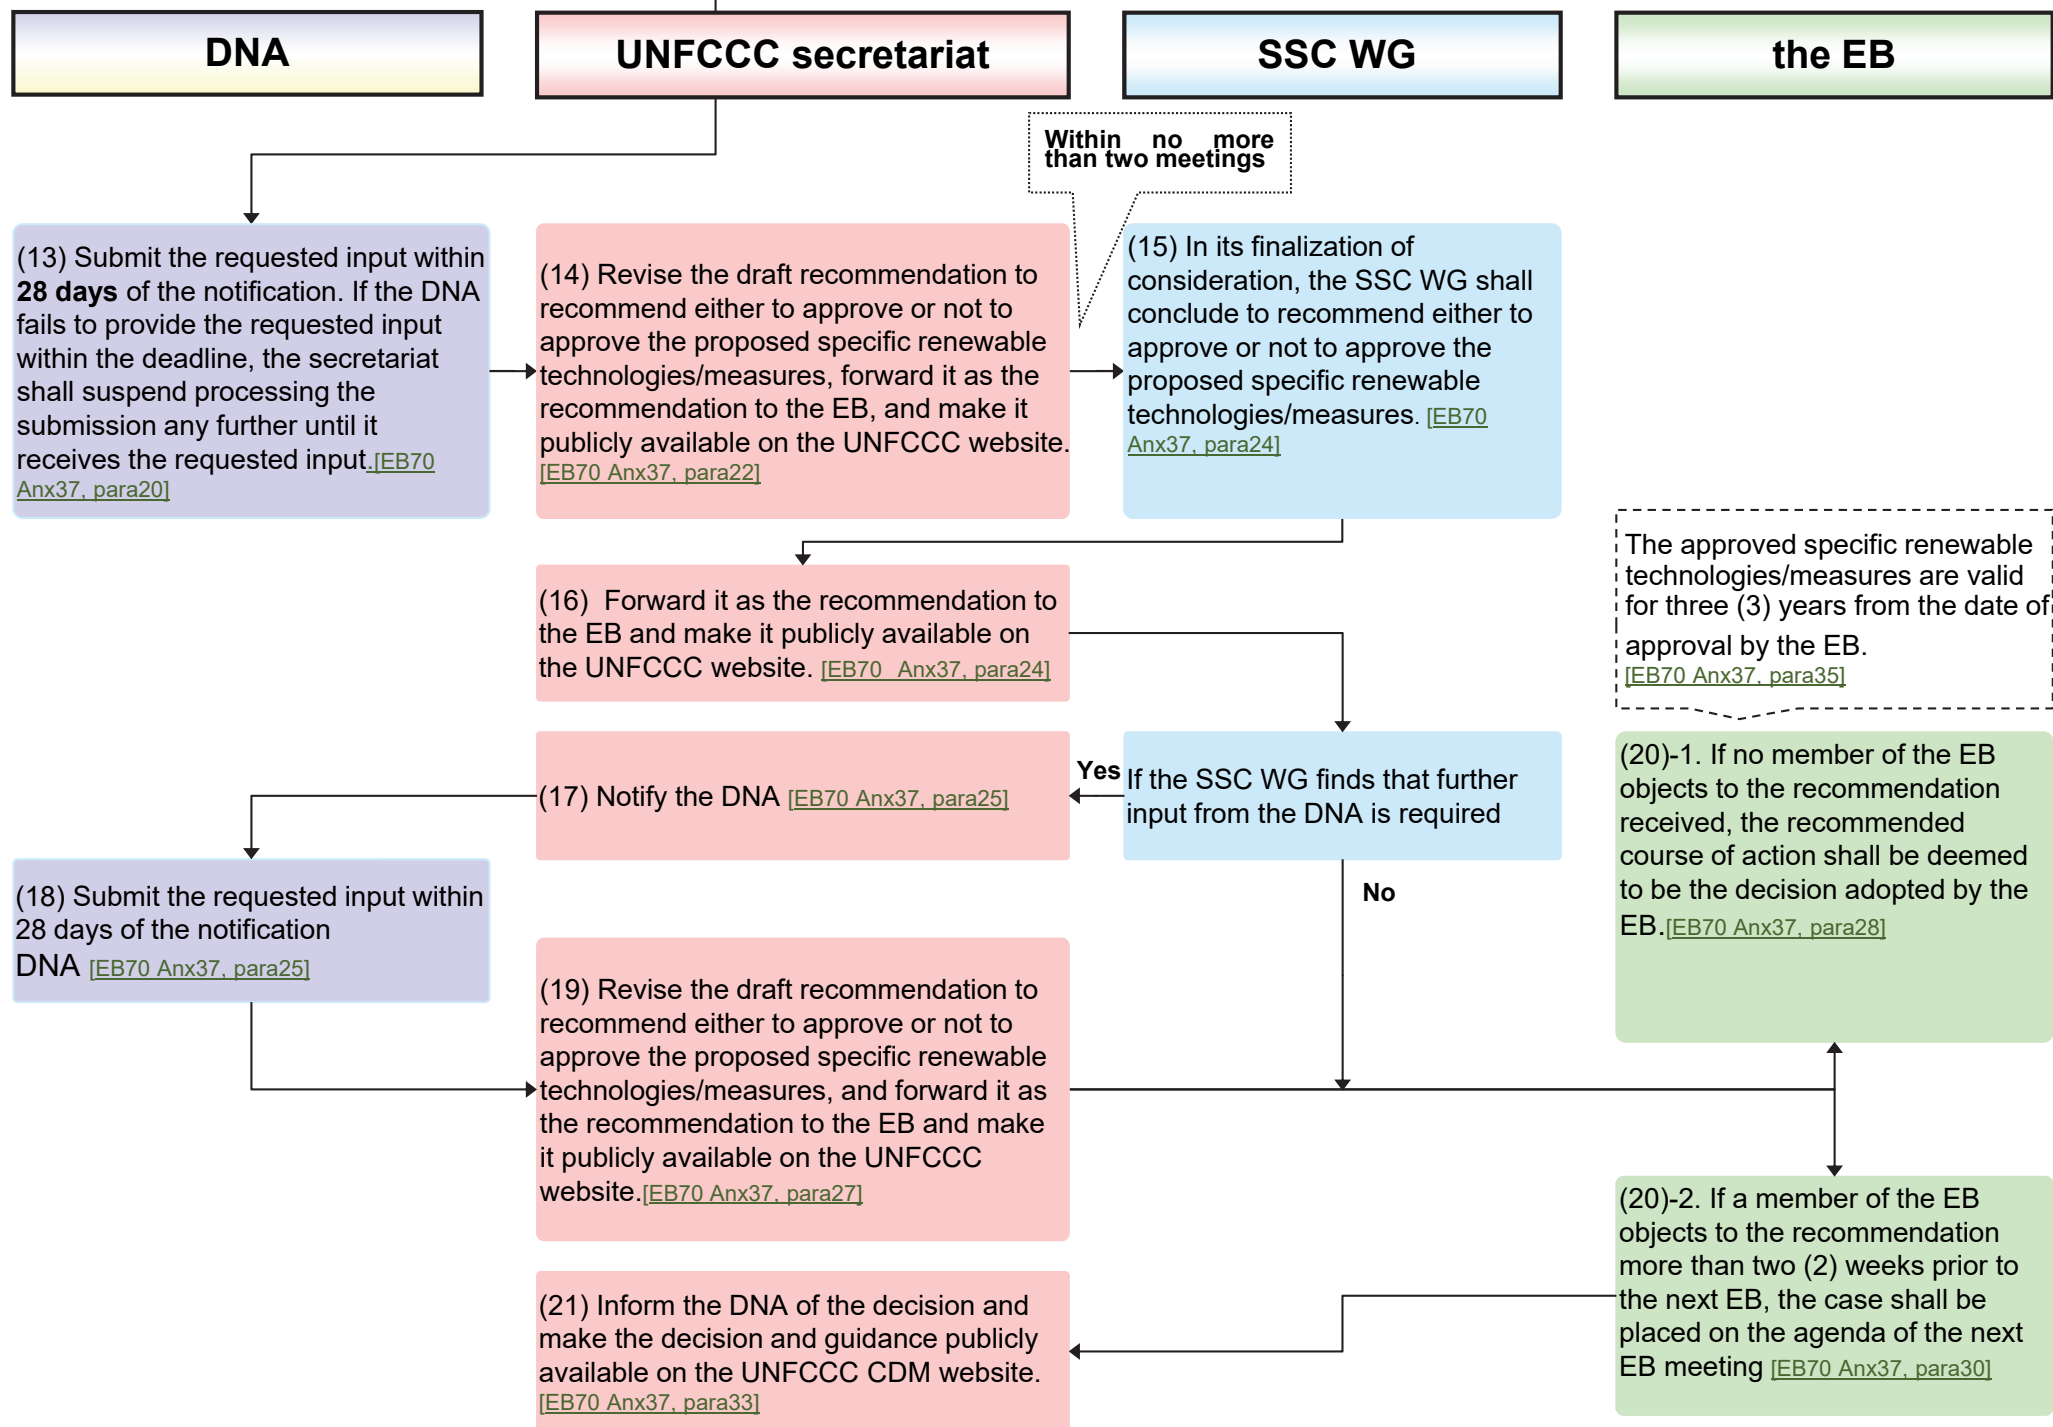 DNA
UNFCCC secretariat
SSC WG
the EB
Within no more
than two meetings
(13) Submit the requested input within
28 days of the notification. If the DNA
fails to provide the requested input
within the deadline, the secretariat
shall suspend processing the
submission any further until it
receives the requested input.[EB70
Anx37, para20]
(14) Revise the draft recommendation to
recommend either to approve or not to
approve the proposed specific renewable
technologies/measures, forward it as the
recommendation to the EB, and make it
publicly available on the UNFCCC website.
[EB70 Anx37, para22]
(15) In its finalization of
consideration, the SSC WG shall
conclude to recommend either to
approve or not to approve the
proposed specific renewable
technologies/measures. [EB70
Anx37, para24]
(16) Forward it as the recommendation to
the EB and make it publicly available on
the UNFCCC website. [EB70 Anx37, para24]
The approved specific renewable
technologies/measures are valid
for three (3) years from the date of
approval by the EB.
[EB70 Anx37, para35]
(17) Notify the DNA [EB70 Anx37, para25]
Yes
If the SSC WG finds that further
input from the DNA is required
No
(18) Submit the requested input within
28 days of the notification
DNA [EB70 Anx37, para25]
(19) Revise the draft recommendation to
recommend either to approve or not to
approve the proposed specific renewable
technologies/measures, and forward it as
the recommendation to the EB and make
it publicly available on the UNFCCC
website.[EB70 Anx37, para27]
(20)-1. If no member of the EB
objects to the recommendation
received, the recommended
course of action shall be deemed
to be the decision adopted by the
EB.[EB70 Anx37, para28]
(20)-2. If a member of the EB
objects to the recommendation
more than two (2) weeks prior to
the next EB, the case shall be
placed on the agenda of the next
EB meeting [EB70 Anx37, para30]
(21) Inform the DNA of the decision and
make the decision and guidance publicly
available on the UNFCCC CDM website.
[EB70 Anx37, para33]